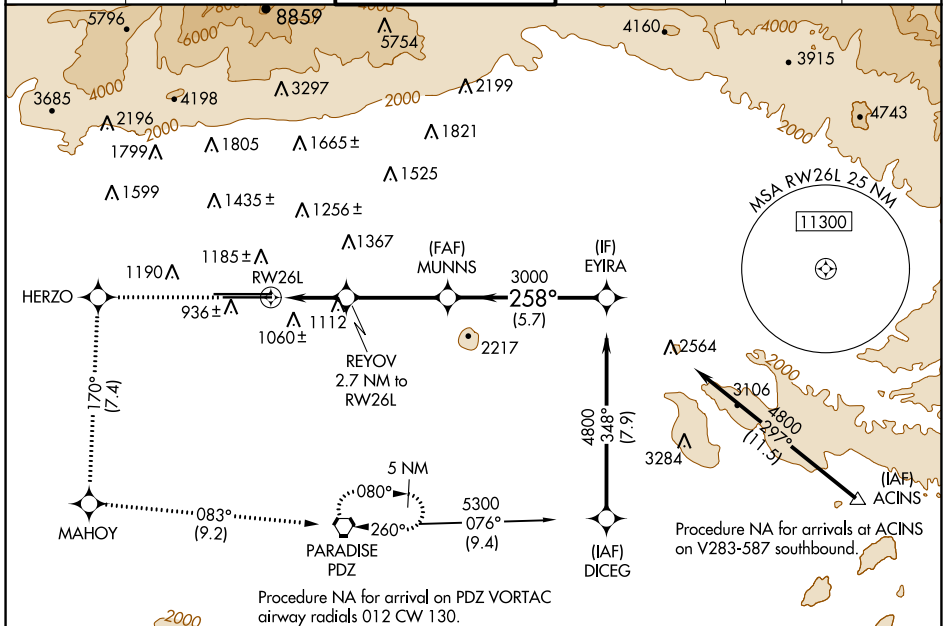 5796
8859
4000
4160
4000
6000
5754
3915
3685
4000
4198
3297
2000
2199
4743
2196
2000
2000
1799
1805
1665 ±
1821
1599
1435 ±
1525
1256 ±
MSA RW26L 25 NM
11300
1185 ±
1367
(FAF)
MUNNS
(IF)
EYIRA
1190
RW26L
3000
258°
(5.7)
HERZO
936 ±
1060 ±
1112
REYOV
2.7 NM to
RW26L
2217
2564
2000
3106
4800
297°
(11.5)
170°
(7.4)
4800
348°
(7.9)
3284
(IAF)
ACINS
5 NM
080°
260°
5300
076°
(9.4)
MAHOY
083°
(9.2)
PARADISE
PDZ
(IAF)
DICEG
Procedure NA for arrivals at ACINS
on V283-587 southbound.
Procedure NA for arrival on PDZ VORTAC
airway radials 012 CW 130.
2000